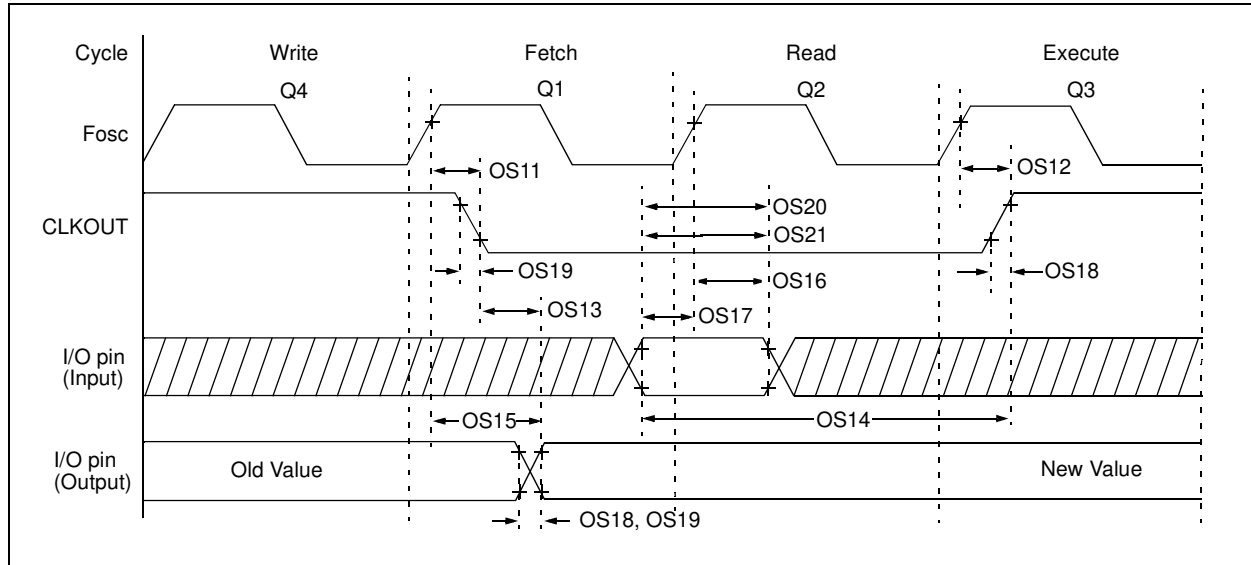 Cycle Write Fetch Read Execute
Q4 Q1 Q2 Q3
Fosc
OS11 OS12
OS20
CLKOUT OS21
OS19 OS16 OS18
OS13 OS17
I/O pin
(Input)
OS15 OS14
I/O pin
(Output)
Old Value New Value
OS18, OS19